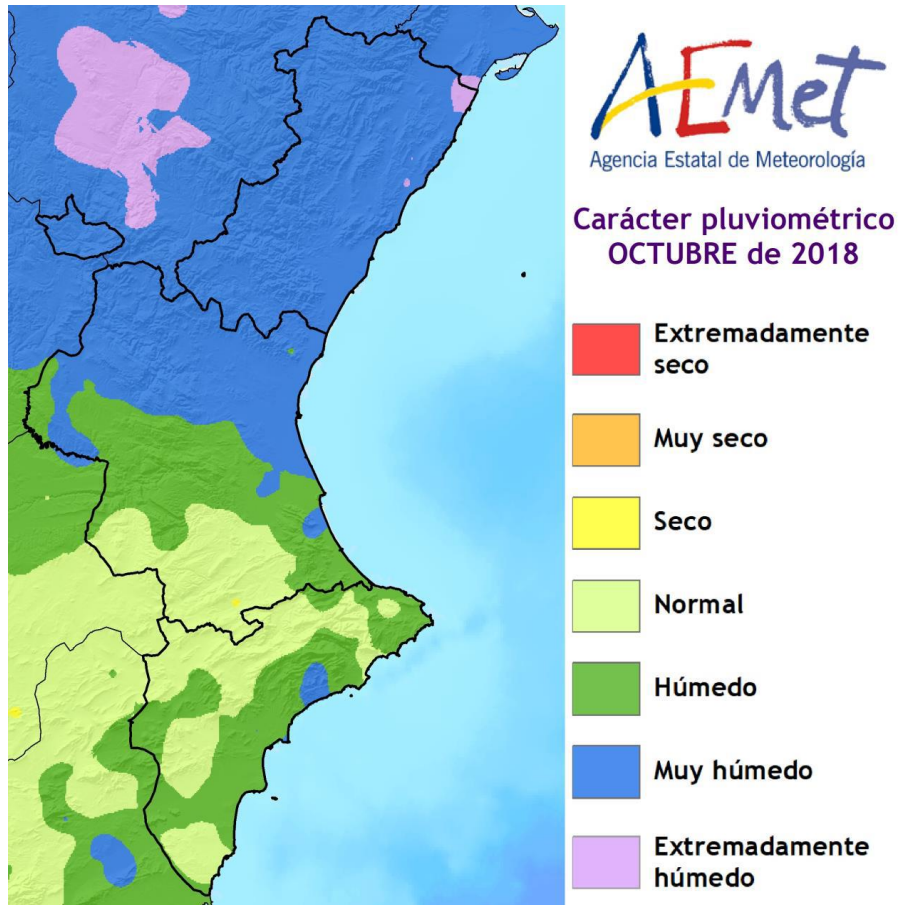 AEMet
Agencia Estatal de Meteorología
Carácter pluviométrico
OCTUBRE de 2018
Extremadamente
seco
Muy seco
Seco
Normal
Húmedo
Muy húmedo
Extremadamente
húmedo